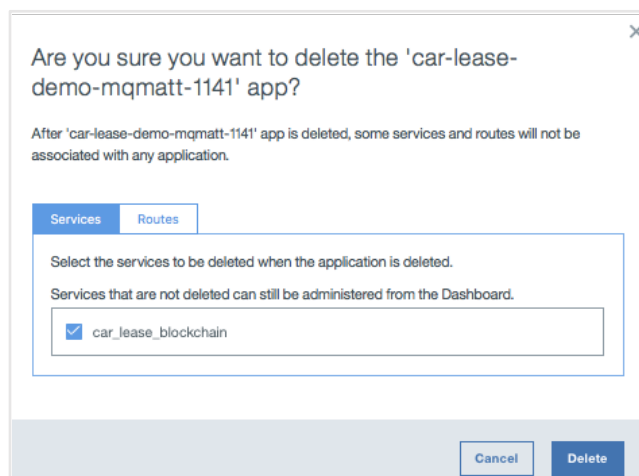 Are you sure you want to delete the 'car-lease-
demo-mqmatt-1141' app?
After 'car-lease-demo-mqmatt-1141' app is deleted, some services and routes will not be
associated with any application.
Services Routes
Select the services to be deleted when the application is deleted.
Services that are not deleted can still be administered from the Dashboard.
car_lease_blockchain
Cancel Delete